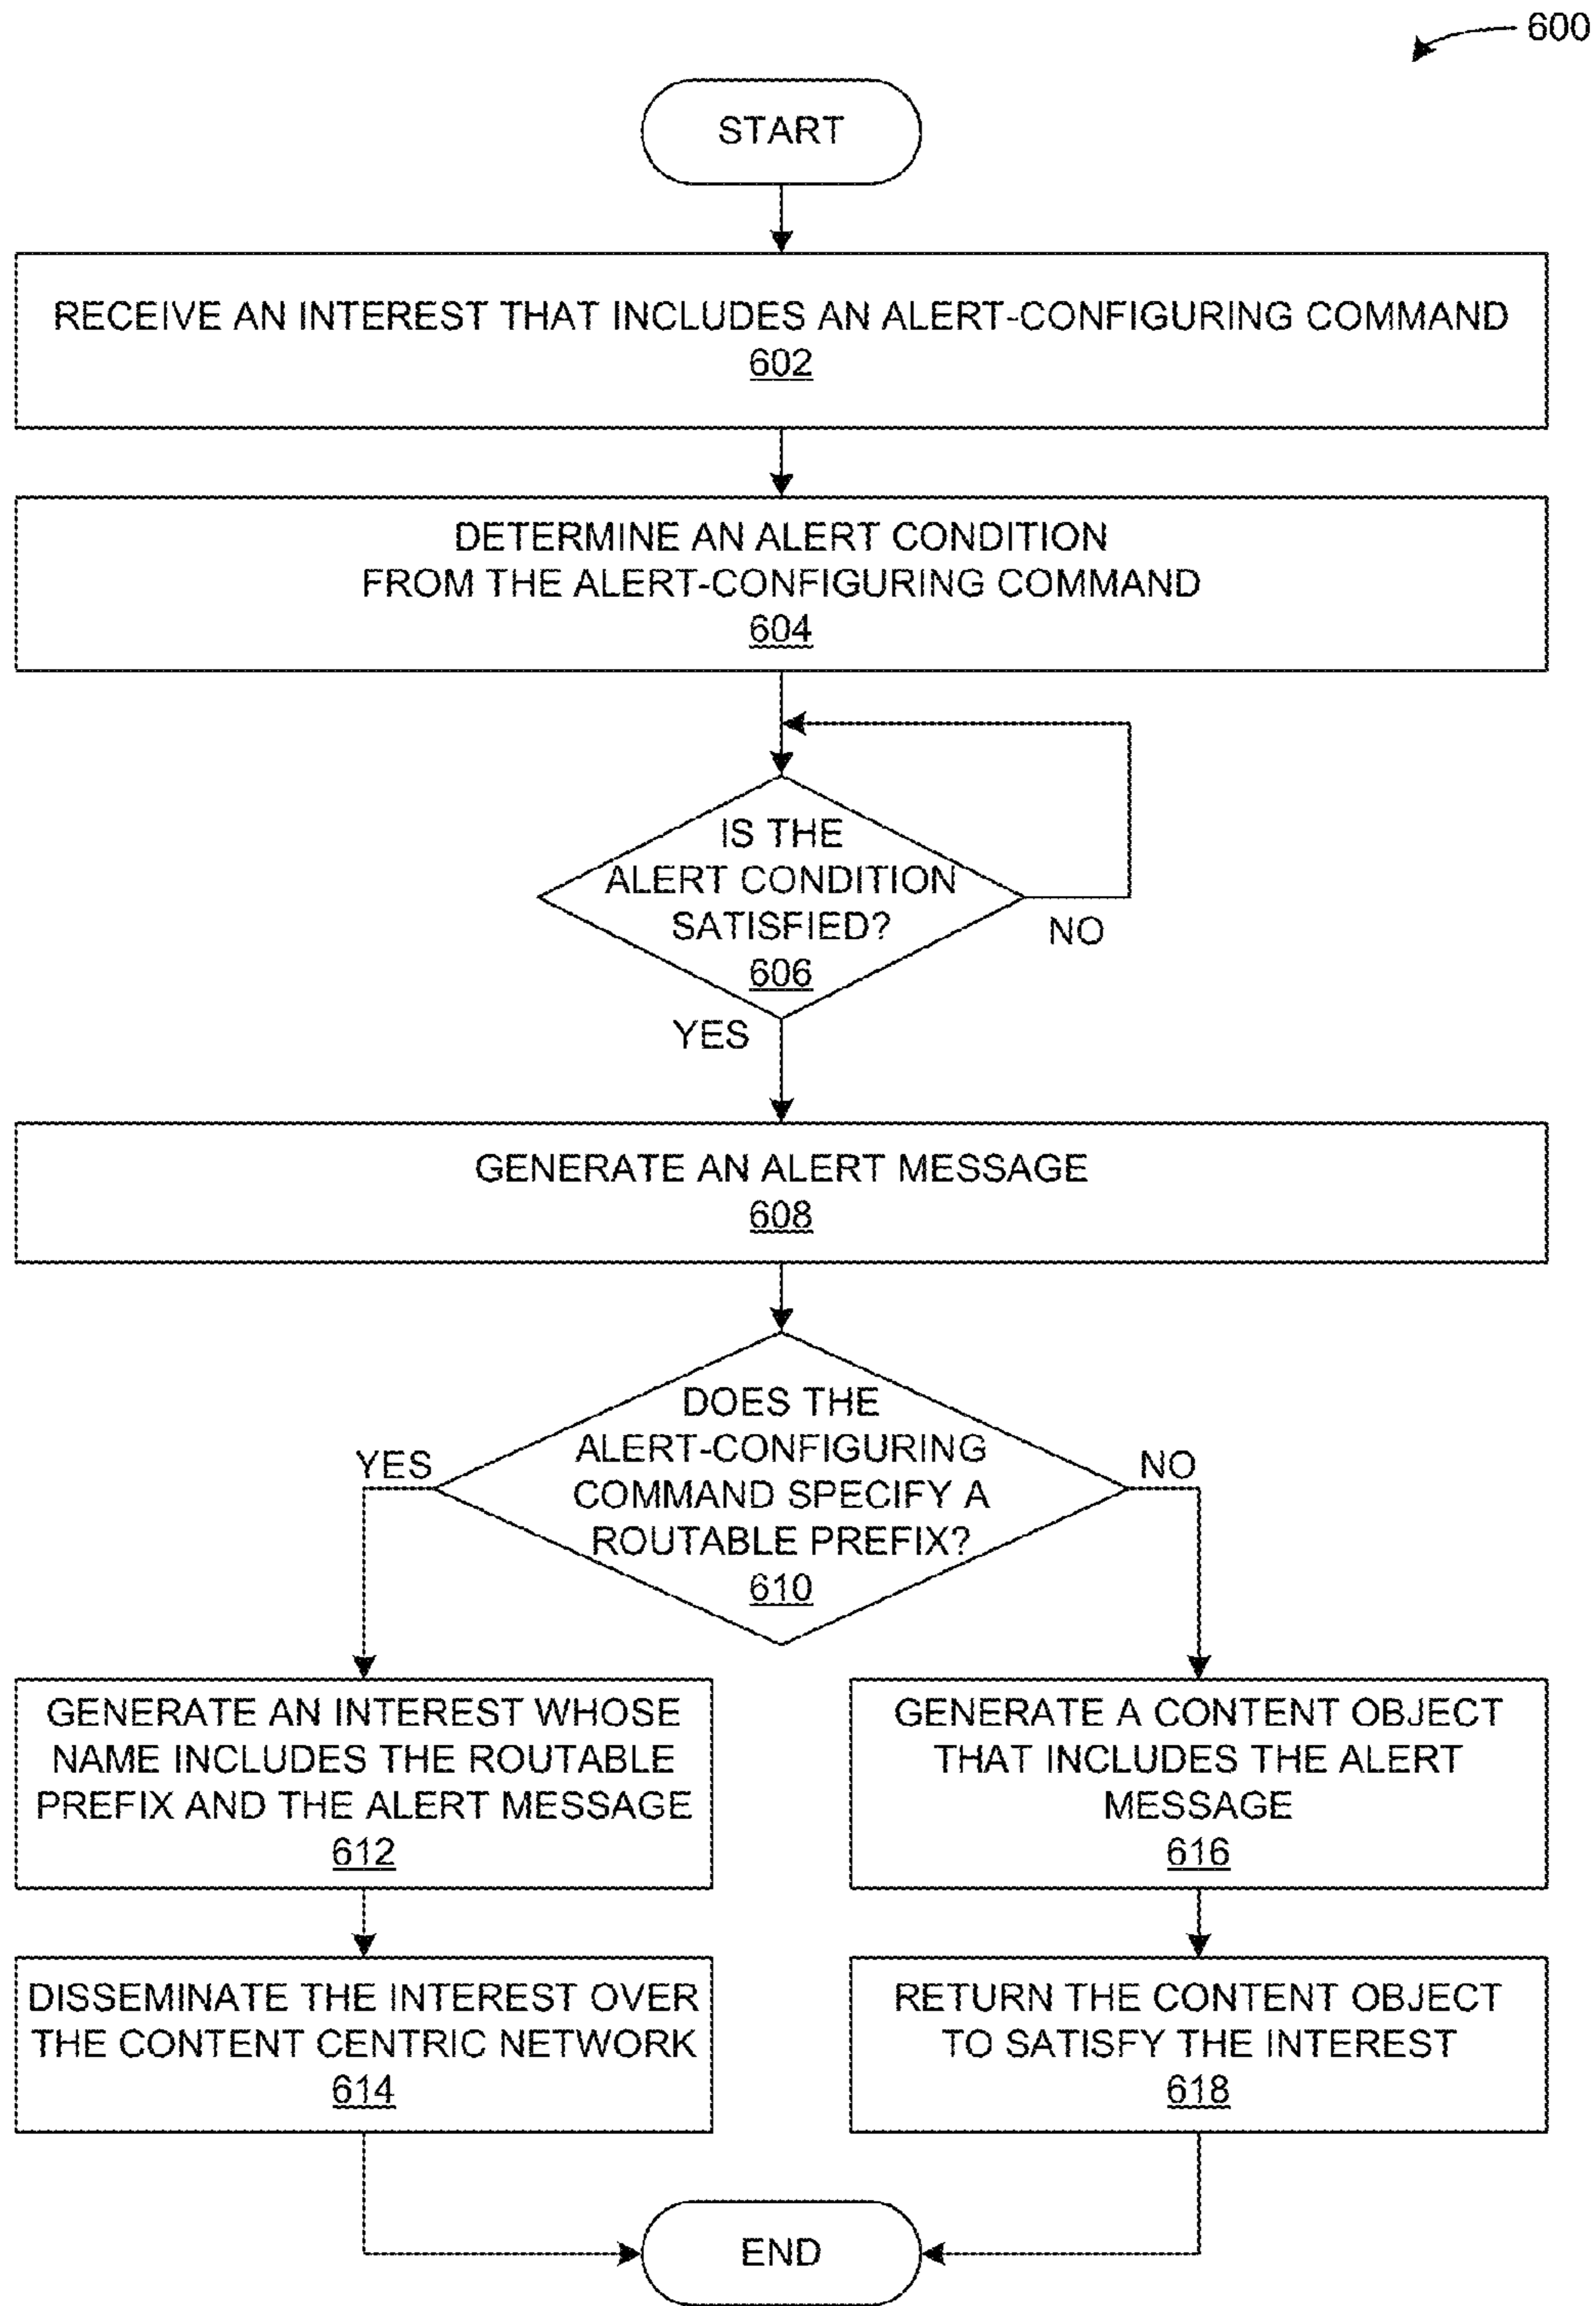 600
START
RECEIVE AN INTEREST THAT INCLUDES AN ALERT-CONFIGURING COMMAND
602
DETERMINE AN ALERT CONDITION
FROM THE ALERT-CONFIGURING COMMAND
604
IS THE
ALERT CONDITION
SATISFIED?
606
NO
YES
GENERATE AN ALERT MESSAGE
608
DOES THE
ALERT-CONFIGURING
COMMAND SPECIFY A
ROUTABLE PREFIX?
610
YES
NO
GENERATE AN INTEREST WHOSE
NAME INCLUDES THE ROUTABLE
PREFIX AND THE ALERT MESSAGE
612
GENERATE A CONTENT OBJECT
THAT INCLUDES THE ALERT
MESSAGE
616
DISSEMINATE THE INTEREST OVER
THE CONTENT CENTRIC NETWORK
614
RETURN THE CONTENT OBJECT
TO SATISFY THE INTEREST
618
END